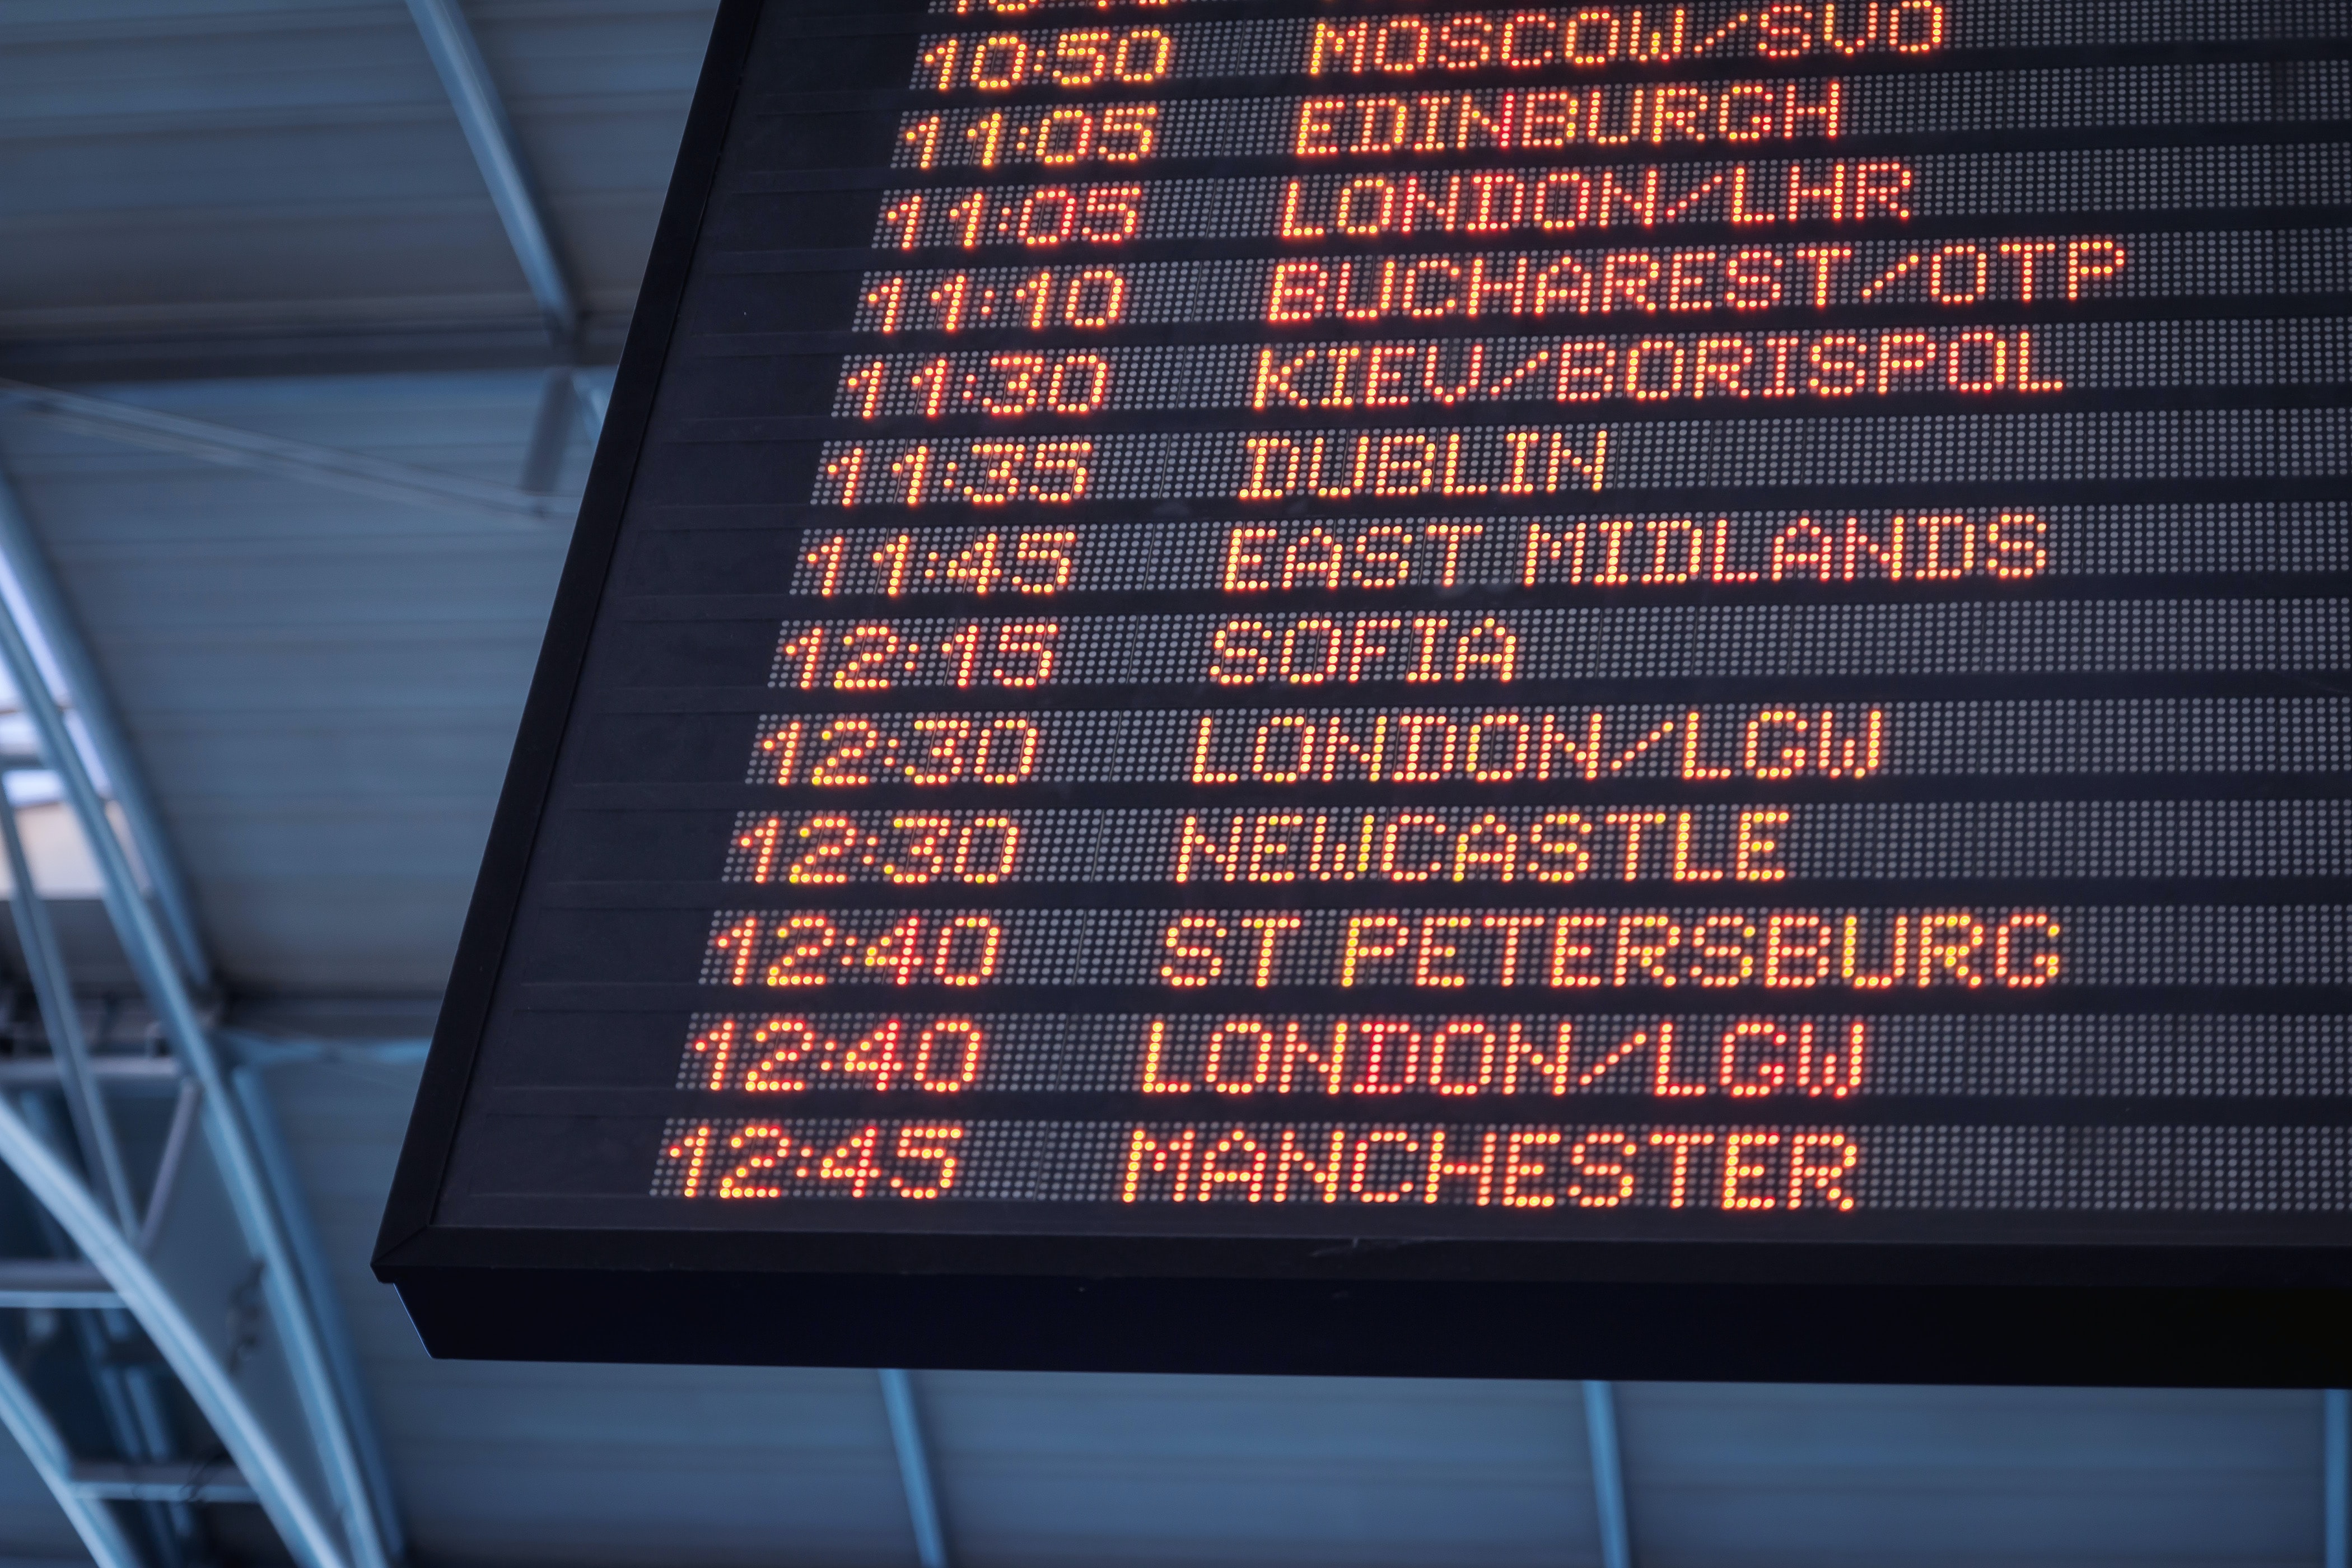 10:50 MOSCOW/SVO
11:05 EDINBURGH
11:05 LONDON/LHR
11:10 BUCHAREST/OTP
11:30 KIEV/BORISPOL
11:35 DUBLIN
11:45 EAST MIDLANDS
12:15 SOFIA
12:30 LONDON/LGW
12:30 NEWCASTLE
12:40 ST PETERSBURG
12:40 LONDON/LGW
12:45 MANCHESTER